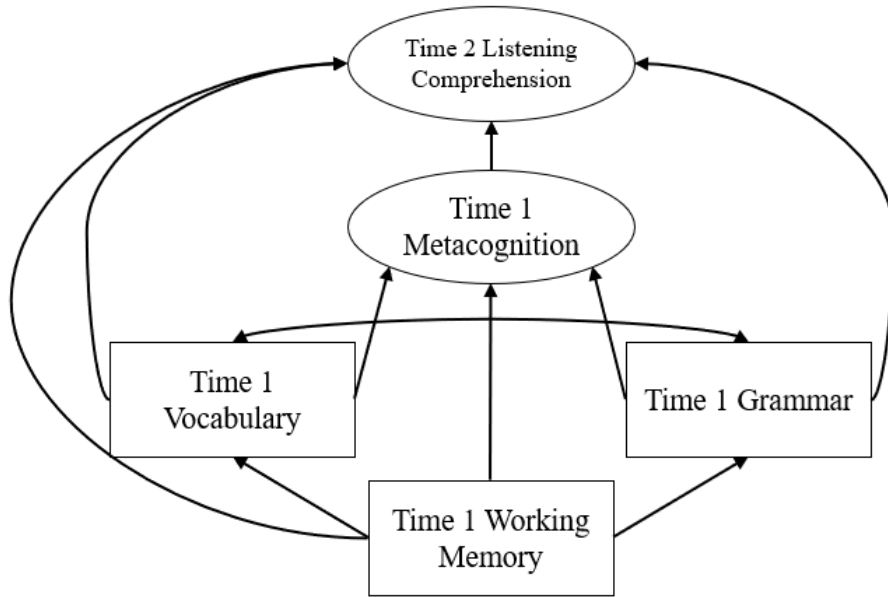 Time 2 Listening
Comprehension
Time 1
Metacognition
Time 1
Vocabulary
Time 1 Grammar
Time 1 Working
Memory